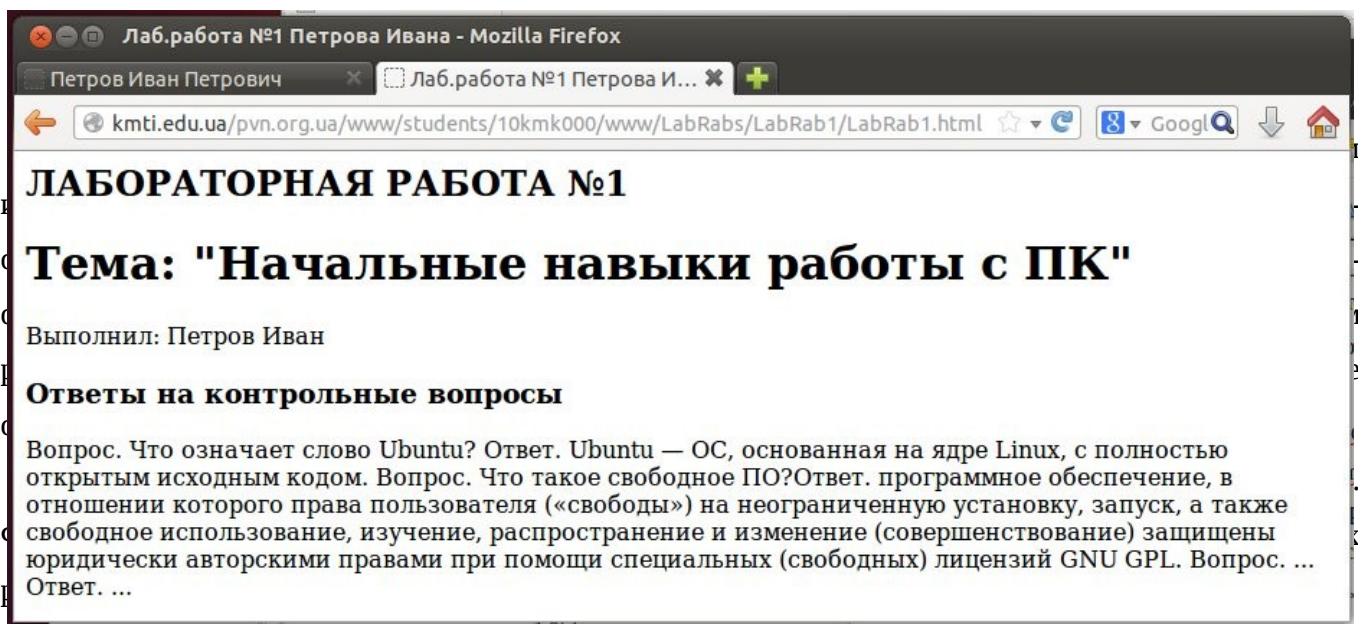 Лаб.работа №1 Петрова Ивана - Mozilla Firefox
Петров Иван Петрович
Лаб.работа №1 Петрова И...
kmti.edu.ua/pvn.org.ua/www/students/10kmk000/www/LabRabs/LabRab1/LabRab1.html
Googl
ЛАБОРАТОРНАЯ РАБОТА №1
Тема: "Начальные навыки работы с ПК"
Выполнил: Петров Иван
Ответы на контрольные вопросы
Вопрос. Что означает слово Ubuntu? Ответ. Ubuntu — ОС, основанная на ядре Linux, с полностью
открытым исходным кодом. Вопрос. Что такое свободное ПО?Ответ. программное обеспечение, в
отношении которого права пользователя («свободы») на неограниченную установку, запуск, а также
свободное использование, изучение, распространение и изменение (совершенствование) защищены
юридически авторскими правами при помощи специальных (свободных) лицензий GNU GPL. Вопрос. ...
Ответ. ...